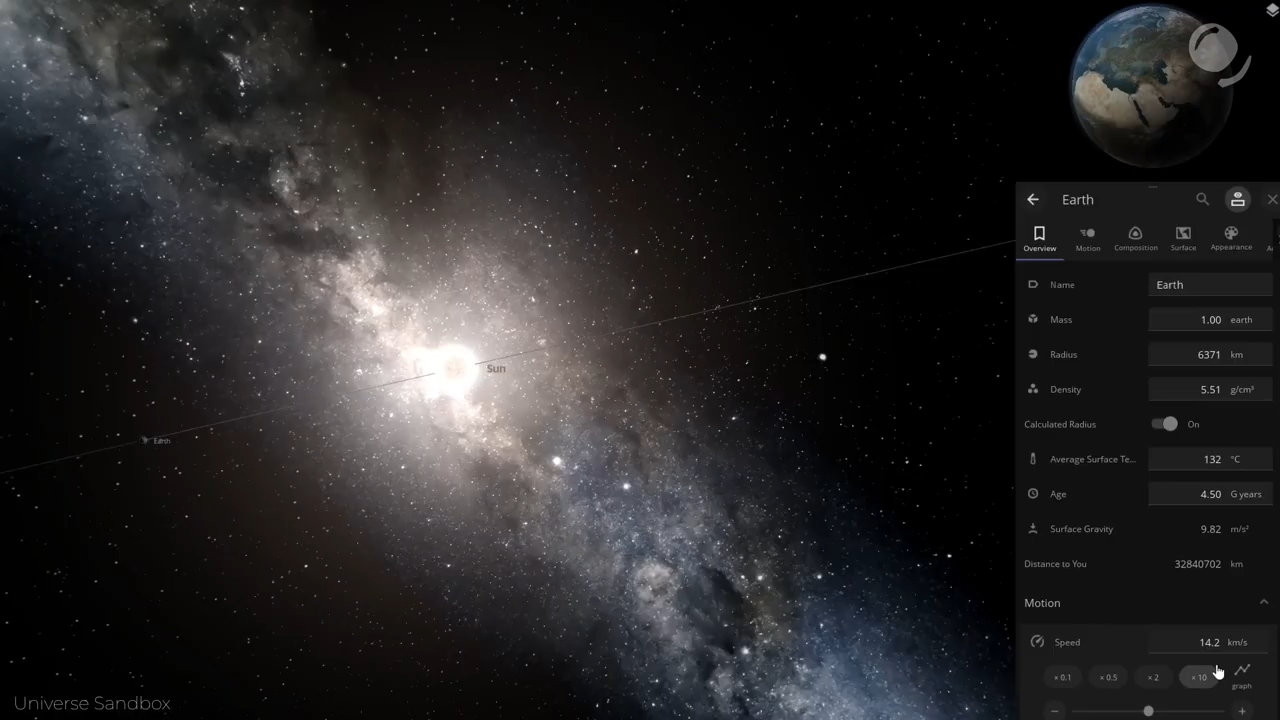 Earth
Overview
Motion
Composition
Surface
Appearance
Name
Earth
Mass
1.00 earth
Radius
6371 km
Density
5.51 g/cm³
Calculated Radius
On
Average Surface Te...
132 °C
Age
4.50 G years
Surface Gravity
9.82 m/s²
Distance to You
32840702 km
Motion
Speed
14.2 km/s
× 0.1
× 0.5
× 2
× 10
graph
Sun
Earth
Universe Sandbox